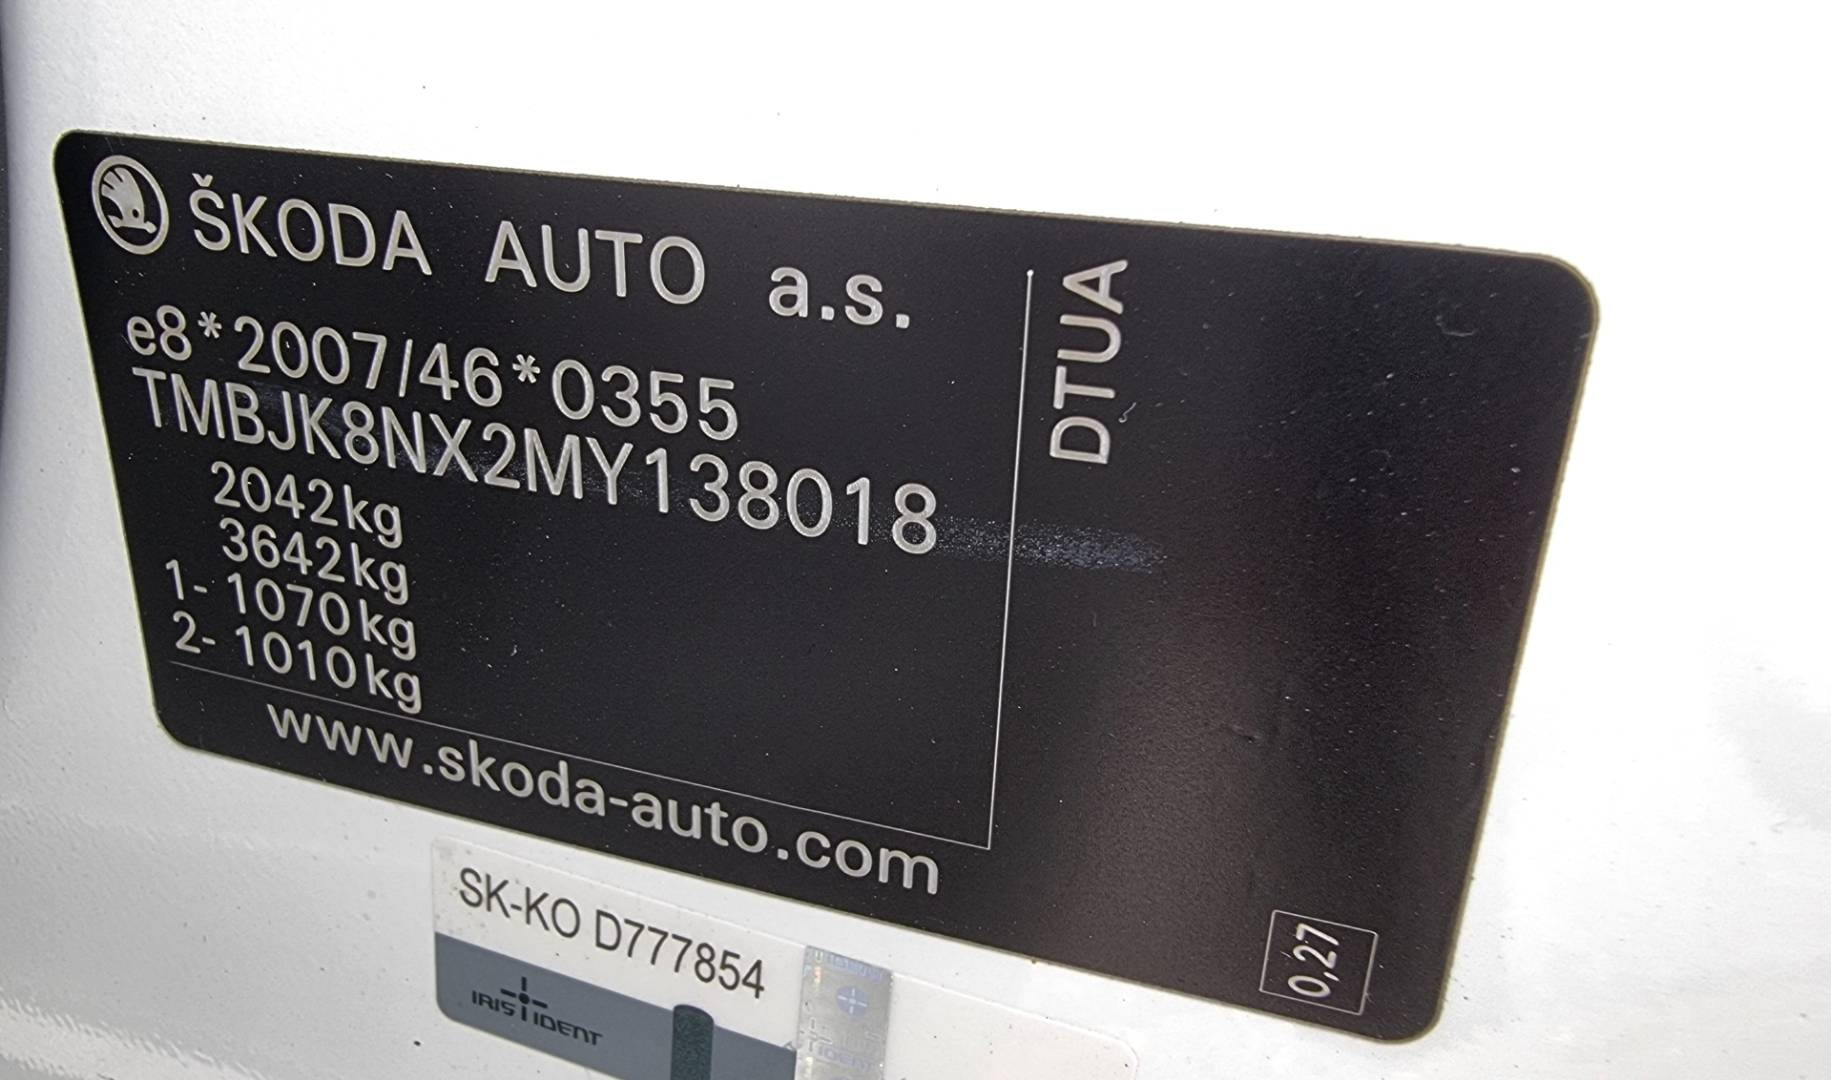 ŠKODA AUTO a.s.
e8*2007/46*0355
TMBJK8NX2MY138018
2042kg
3642kg
1- 1070kg
2- 1010kg
www.skoda-auto.com
DTUA
0,27
SK-KO D777854
IRIS IDENT